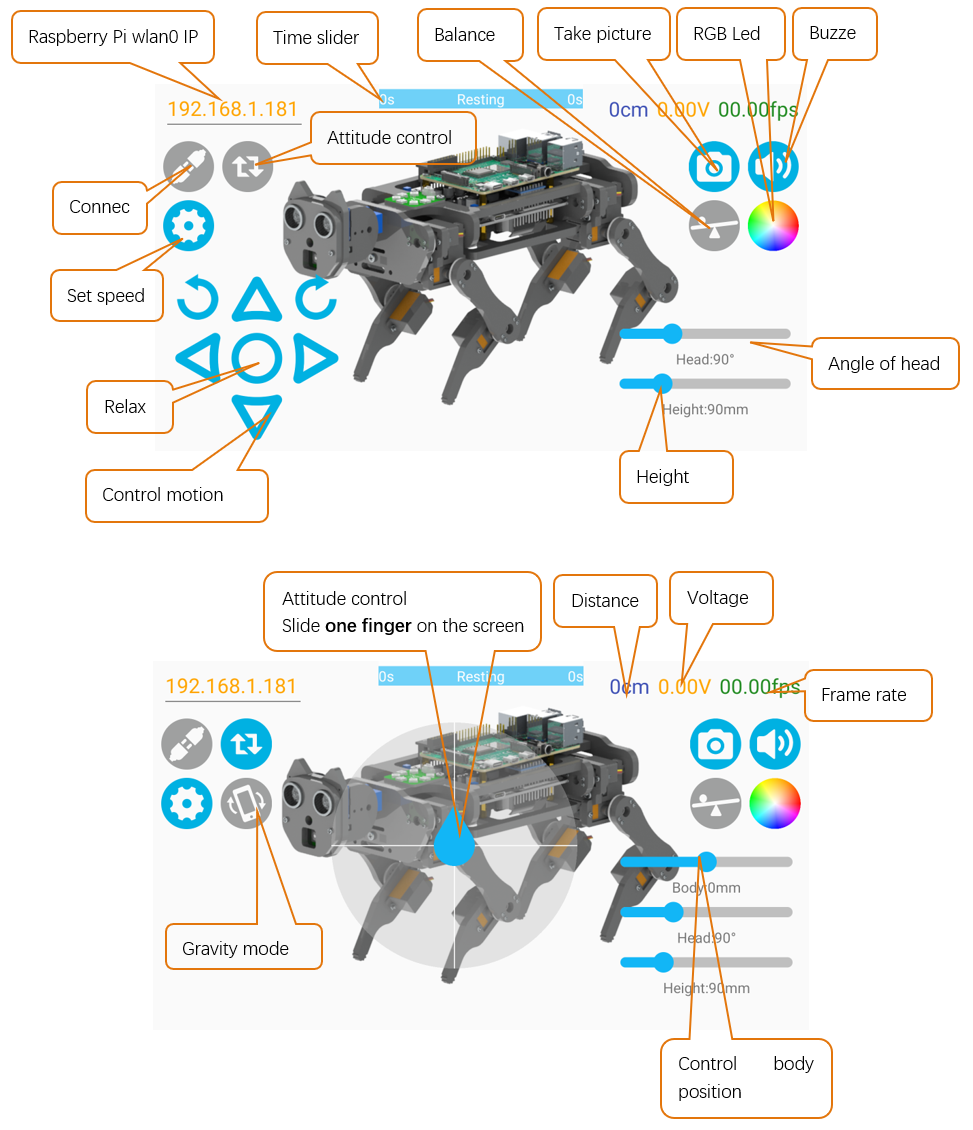 Raspberry Pi wlan0 IP
Time slider
Balance
Take picture
RGB Led
Buzze
192.168.1.181
0s Resting 0s
0cm 0.00V 00.00fps
Attitude control
Connec
Set speed
Relax
Control motion
Head:90°
Angle of head
Height:90mm
Height
Attitude control
Slide one finger on the screen
Distance
Voltage
192.168.1.181
0s Resting 0s
0cm 0.00V 00.00fps
Frame rate
Gravity mode
Body:0mm
Head:90°
Height:90mm
Control body
position